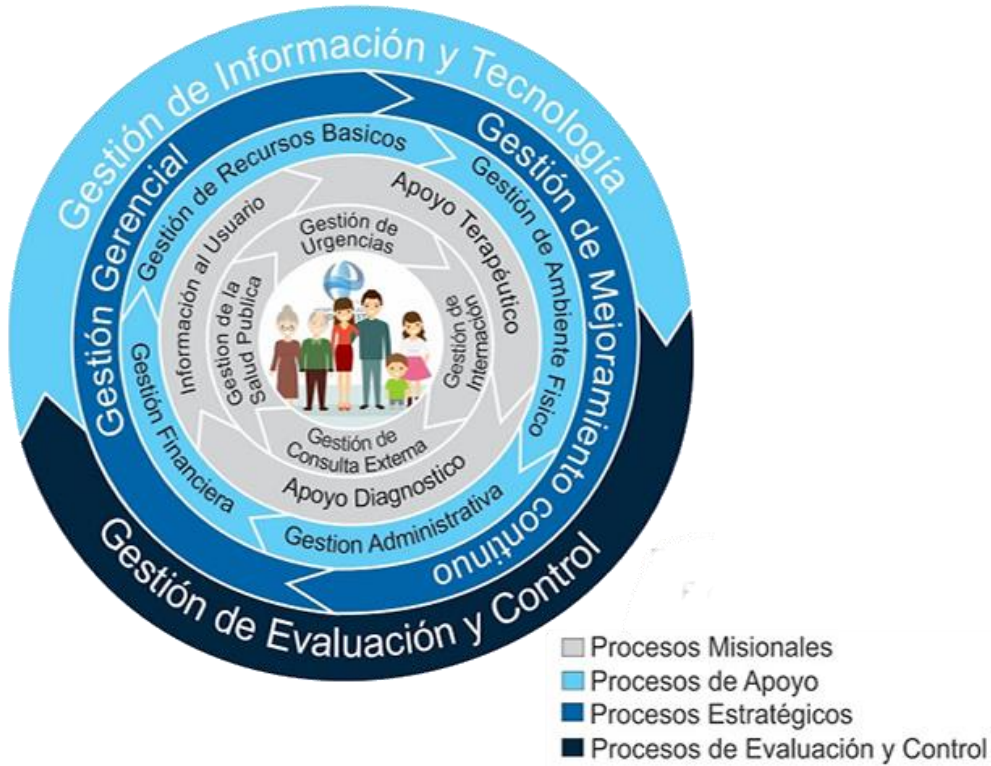 Gestión de Información y Tecnología
Gestión Gerencial
Gestión de Mejoramiento continuo
Gestión de Recursos Basicos
Gestión de Ambiente Fisico
Gestion Administrativa
Gestión Financiera
Información al Usuario
Apoyo Terapéutico
Apoyo Diagnostico
Gestión de
Urgencias
Gestión de
Internación
Gestión de
Consulta Externa
Gestion de la
Salud Publica
Gestión de Evaluación y Control
Procesos Misionales
Procesos de Apoyo
Procesos Estratégicos
Procesos de Evaluación y Control